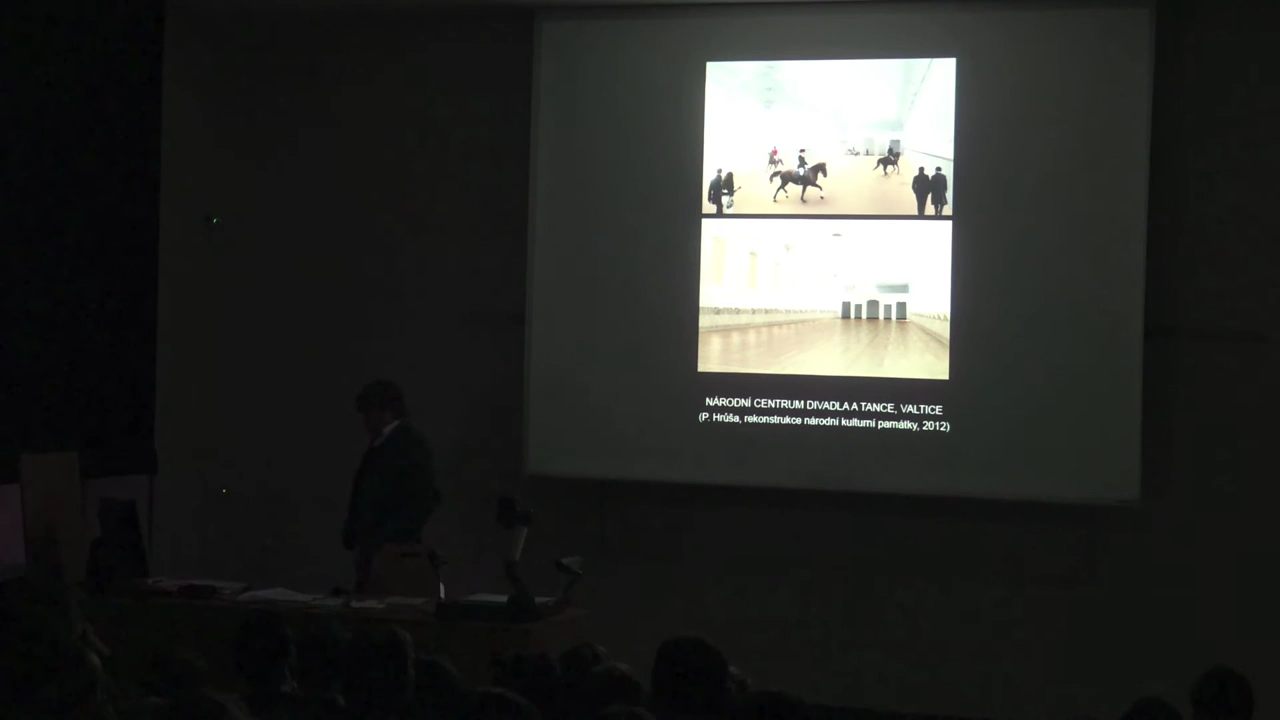 NÁRODNÍ CENTRUM DIVADLA A TANCE, VALTICE
(P. Hrůša, rekonstrukce národní kulturní památky, 2012)